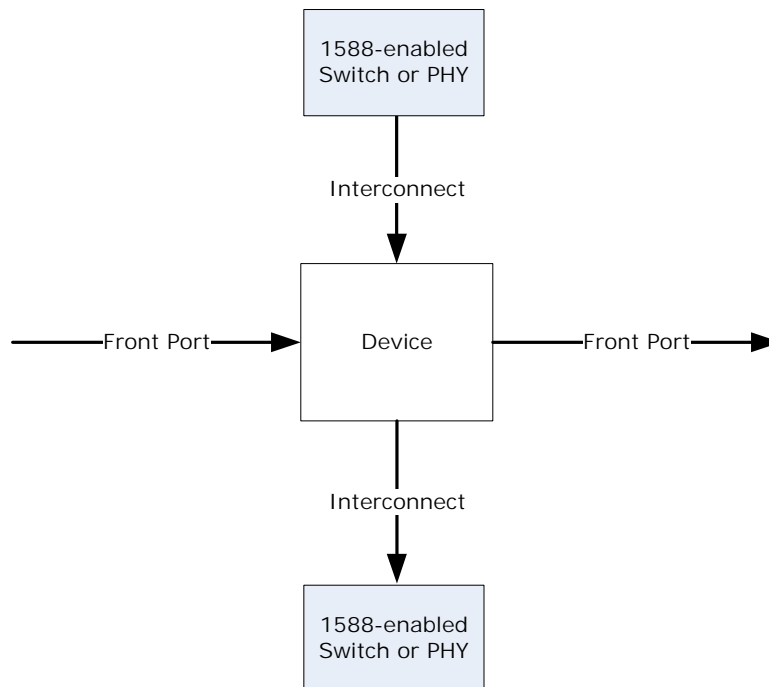 1588-enabled
Switch or PHY
Interconnect
Front Port
Device
Front Port
Interconnect
1588-enabled
Switch or PHY